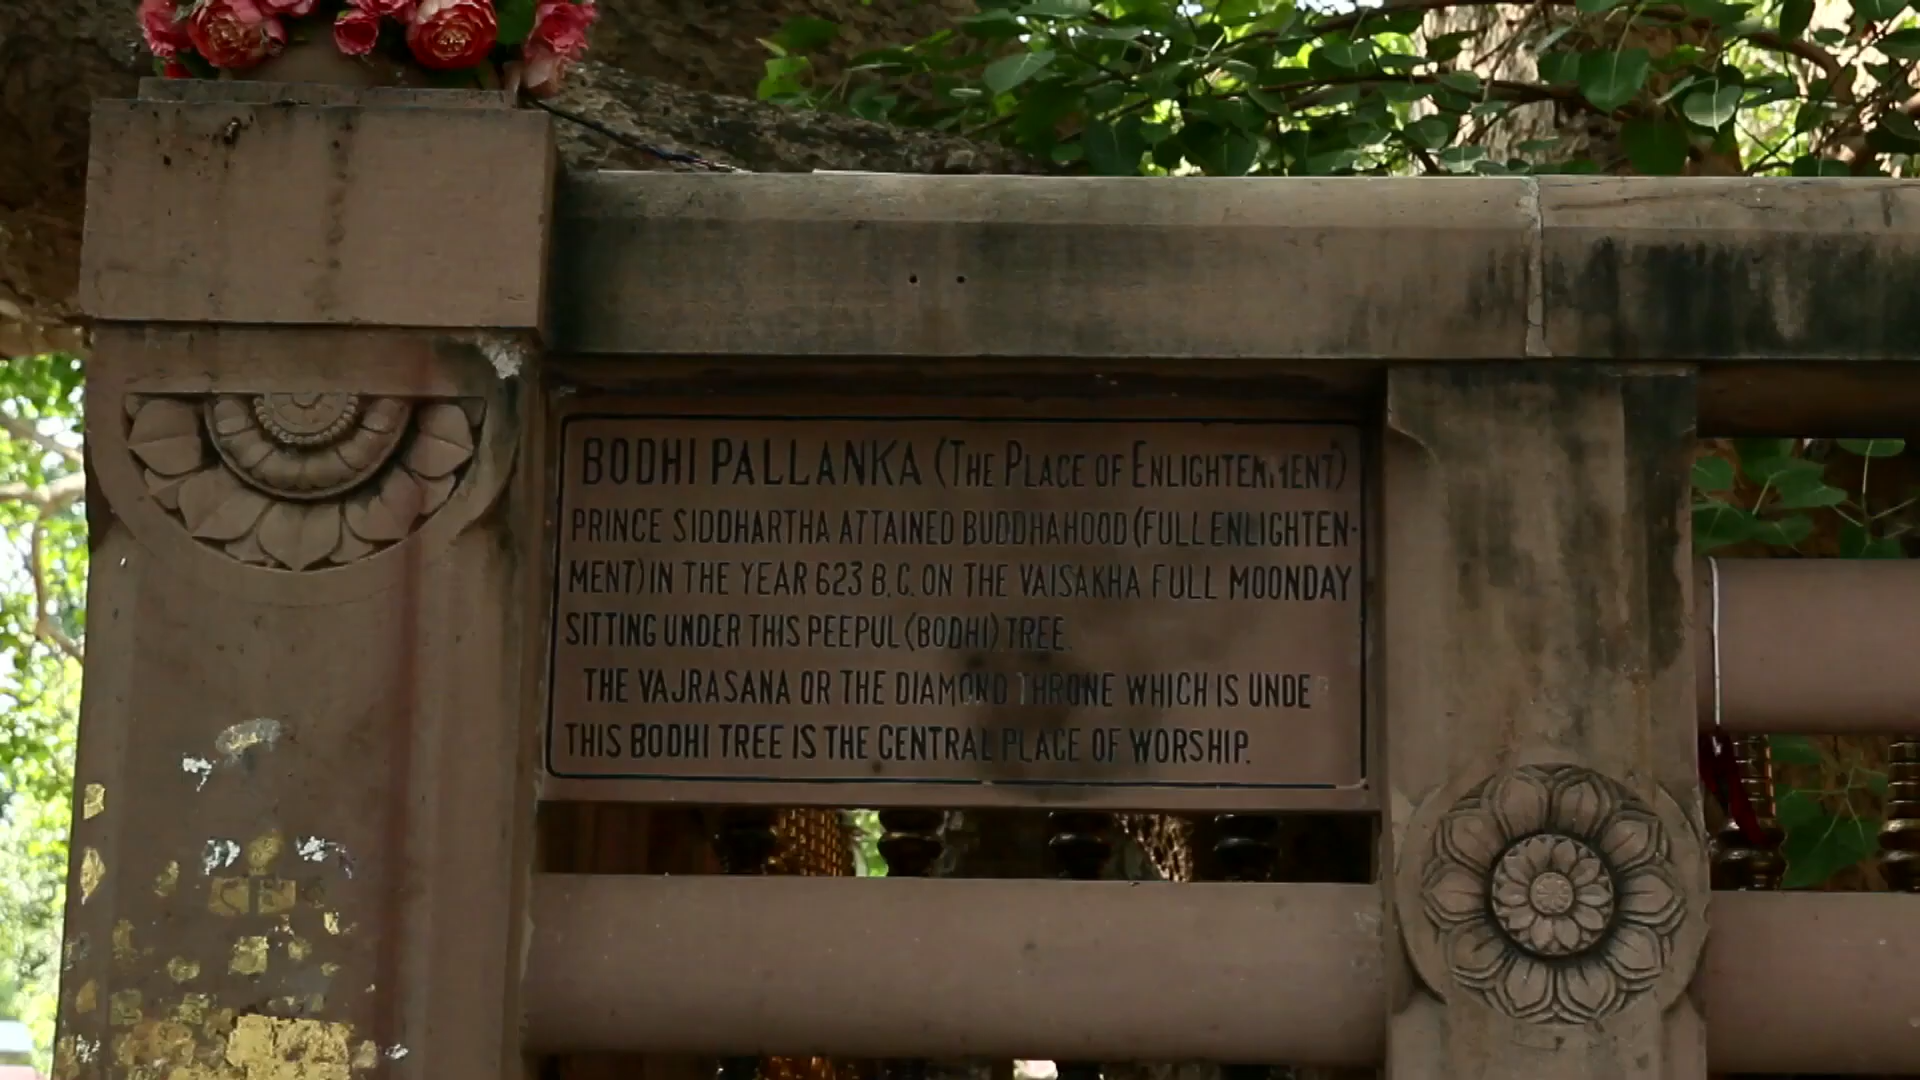 BODHI PALLANKA (THE PLACE OF ENLIGHTENMENT)
PRINCE SIDDHARTHA ATTAINED BUDDHAHOOD (FULL ENLIGHTEN-
MENT) IN THE YEAR 623 B.C. ON THE VAISAKHA FULL MOONDAY
SITTING UNDER THIS PEEPUL (BODHI) TREE.
THE VAJRASANA OR THE DIAMOND THRONE WHICH IS UNDER
THIS BODHI TREE IS THE CENTRAL PLACE OF WORSHIP.